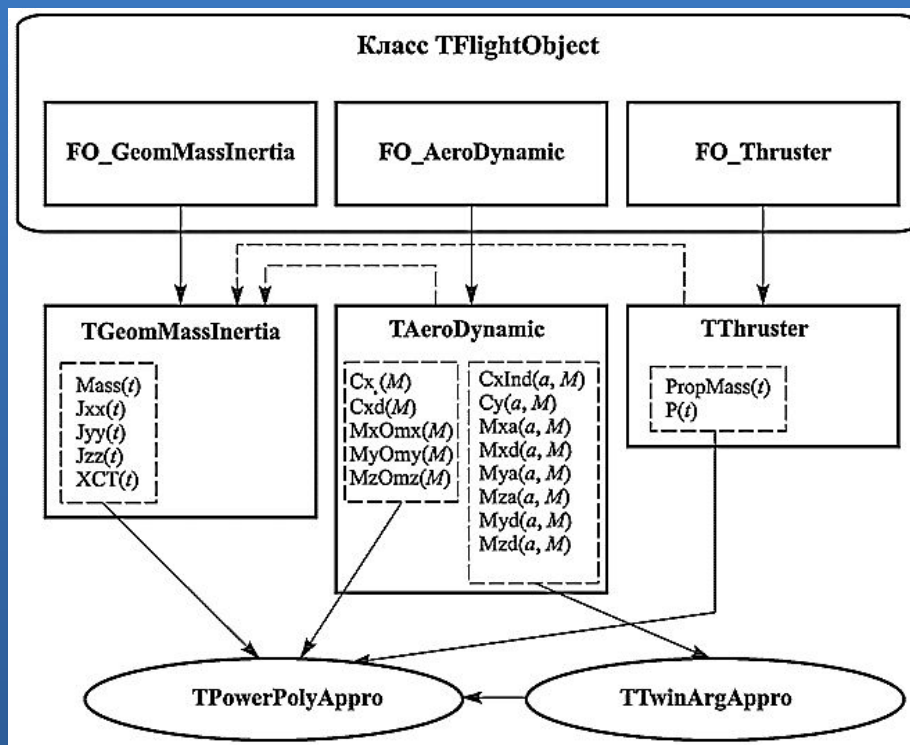 Класс TFlightObject
FO_GeomMassInertia
FO_AeroDynamic
FO_Thruster
TGeomMassInertia
Mass(t)
Jxx(t)
Jyy(t)
Jzz(t)
XCT(t)
TAeroDynamic
Cx(M)
Cxd(M)
MxOmx(M)
MyOmy(M)
MzOmz(M)
CxInd(a, M)
Cy(a, M)
Mxa(a, M)
Mxd(a, M)
Mya(a, M)
Mza(a, M)
Myd(a, M)
Mzd(a, M)
TThruster
PropMass(t)
P(t)
TPowerPolyAppro
TTwinArgAppro